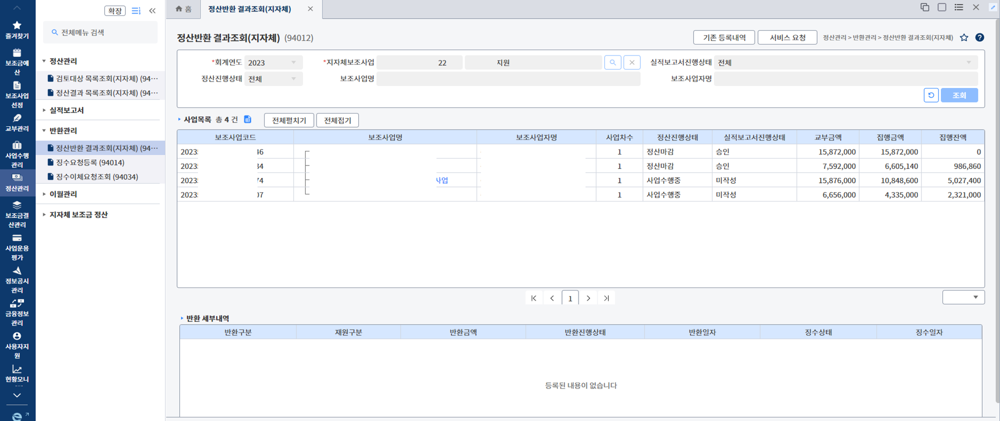 즐겨찾기
보조금예
산
보조사업
선정
교부관리
사업수행
관리
정산관리
보조금결
산관리
사업운용
평가
정보공시
관리
금융정보
관리
사용자지
원
현황모니
확장
전체메뉴 검색
정산관리
검토대상 목록조회(지자체) (94…
정산결과 목록조회(지자체) (94…
실적보고서
반환관리
정산반환 결과조회(지자체) (94…
징수요청등록 (94014)
징수이체요청조회 (94034)
이월관리
지자체 보조금 정산
홈 정산반환 결과조회(지자체)
정산반환 결과조회(지자체) (94012) 기존 등록내역 서비스 요청 정산관리 > 반환관리 > 정산반환 결과조회(지자체)
*회계연도 2023 *지자체보조사업 22 지원 실적보고서진행상태 전체
정산진행상태 전체 보조사업명 보조사업자명
조회
사업목록 총 4 건 전체펼치기 전체접기
보조사업코드 보조사업명 보조사업자명 사업차수 정산진행상태 실적보고서진행상태 교부금액 집행금액 집행잔액
2023 46 1 정산마감 승인 15,872,000 15,872,000 0
2023 34 1 정산마감 승인 7,592,000 6,605,140 986,860
2023 74 사업 1 사업수행중 미작성 15,876,000 10,848,600 5,027,400
2023 07 1 사업수행중 미작성 6,656,000 4,335,000 2,321,000
1
반환 세부내역
반환구분 재원구분 반환금액 반환진행상태 반환일자 징수상태 징수일자
등록된 내용이 없습니다